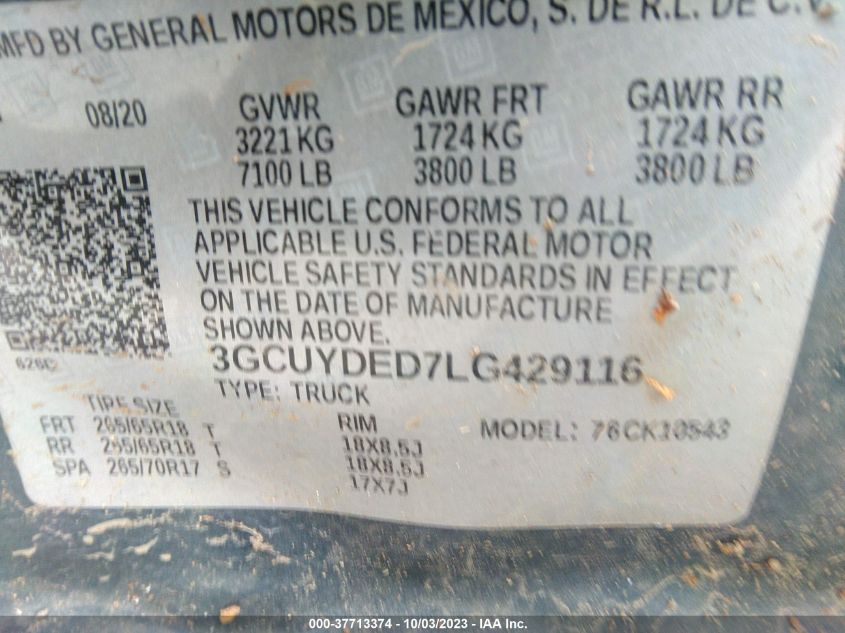 MFD BY GENERAL MOTORS DE MEXICO, S. DE R.L. DE C.V.
08/20 GVWR GAWR FRT GAWR RR
3221 KG 1724 KG 1724 KG
7100 LB 3800 LB 3800 LB
THIS VEHICLE CONFORMS TO ALL
APPLICABLE U.S. FEDERAL MOTOR
VEHICLE SAFETY STANDARDS IN EFFECT
ON THE DATE OF MANUFACTURE
SHOWN ABOVE.
626C 3GCUYDED7LG429116
TYPE: TRUCK
TIRE SIZE RIM MODEL: 76CK10543
FRT 265/65R18 T 18X8.5J
RR 265/65R18 T 18X8.5J
SPA 265/70R17 S 17X7J
000-37713374 - 10/03/2023 - IAA Inc.